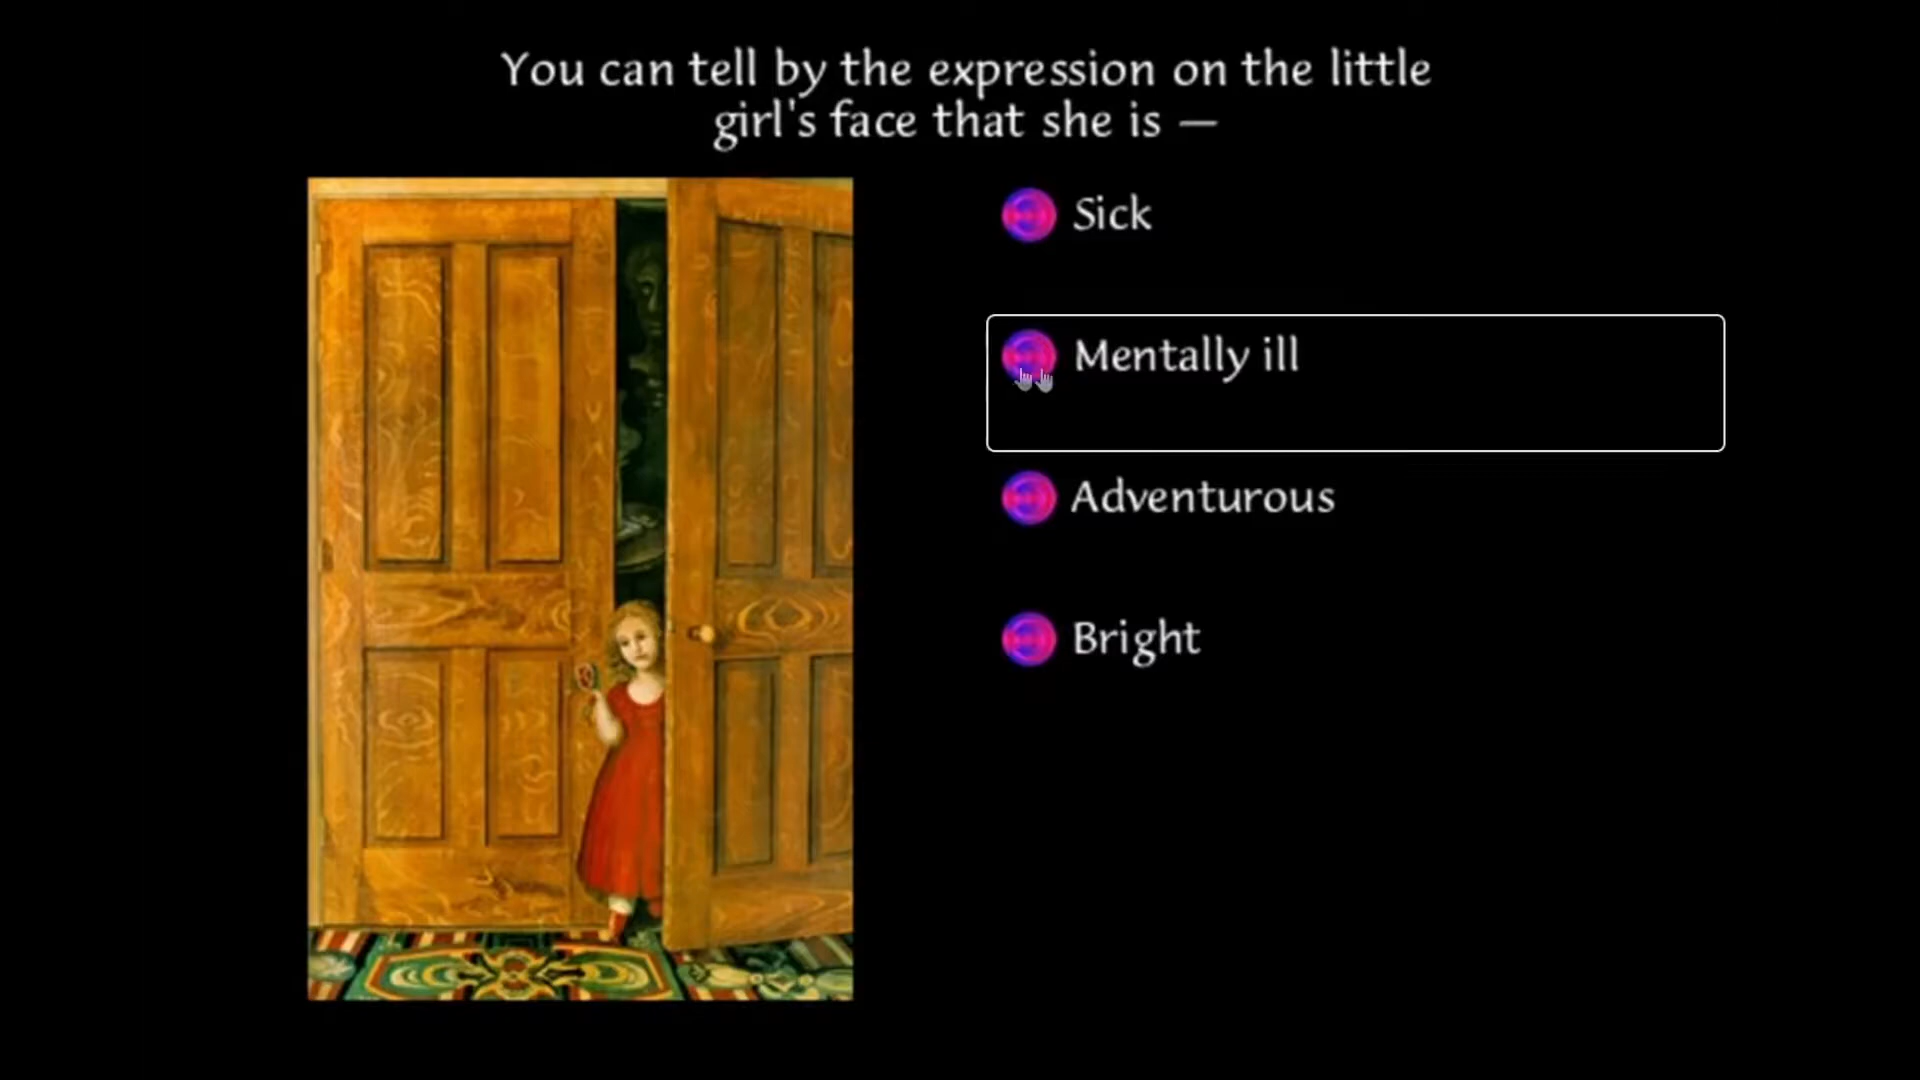 You can tell by the expression on the little
girl's face that she is —
Sick
Mentally ill
Adventurous
Bright